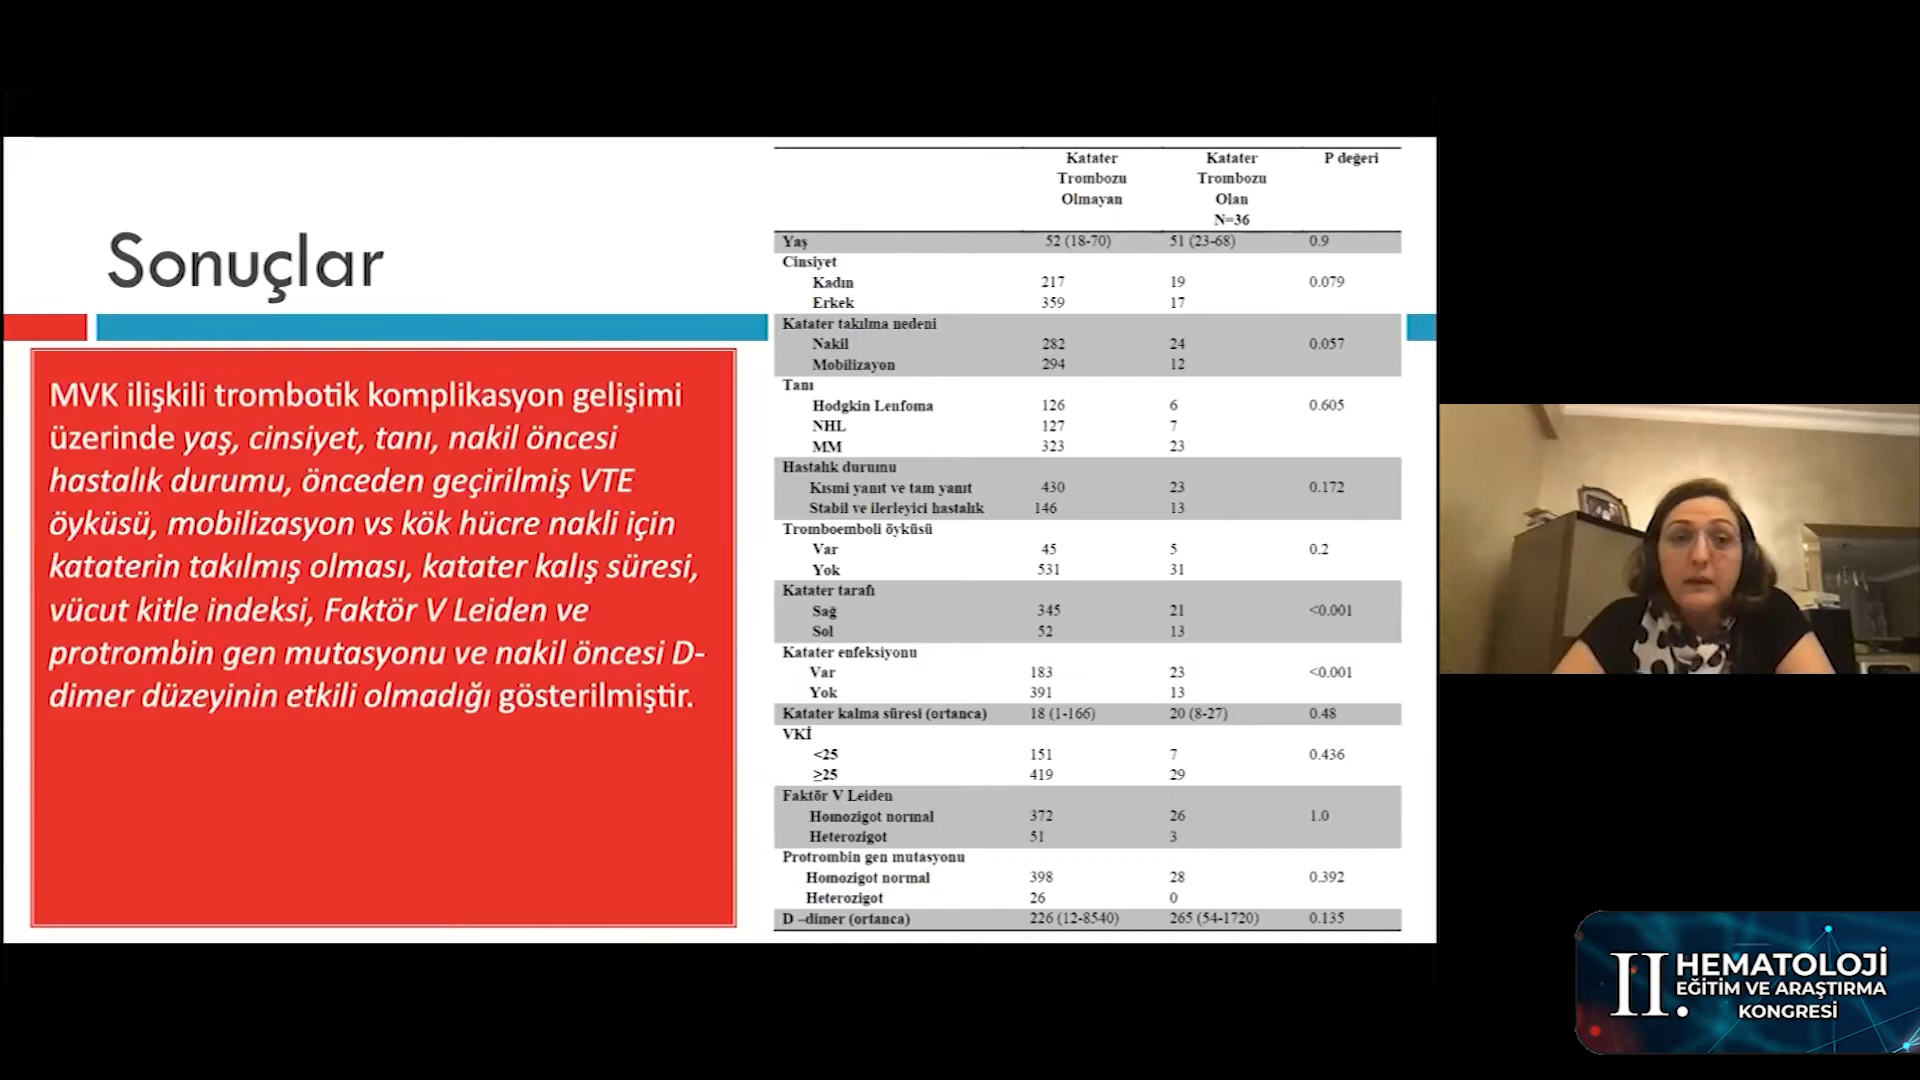 Sonuçlar
MVK ilişkili trombotik komplikasyon gelişimi
üzerinde yaş, cinsiyet, tanı, nakil öncesi
hastalık durumu, önceden geçirilmiş VTE
öyküsü, mobilizasyon vs kök hücre nakli için
kataterin takılmış olması, katater kalış süresi,
vücut kitle indeksi, Faktör V Leiden ve
protrombin gen mutasyonu ve nakil öncesi D-
dimer düzeyinin etkili olmadığı gösterilmiştir.
Katater Trombozu Olmayan Katater Trombozu Olan N=36 P değeri
Yaş 52 (18-70) 51 (23-68) 0.9
Cinsiyet
Kadın 217 19 0.079
Erkek 359 17
Katater takılma nedeni
Nakil 282 24 0.057
Mobilizayon 294 12
Tanı
Hodgkin Lenfoma 126 6 0.605
NHL 127 7
MM 323 23
Hastalık durumu
Kısmi yanıt ve tam yanıt 430 23 0.172
Stabil ve ilerleyici hastalık 146 13
Tromboemboli öyküsü
Var 45 5 0.2
Yok 531 31
Katater tarafı
Sağ 345 21 <0.001
Sol 52 13
Katater enfeksiyonu
Var 183 23 <0.001
Yok 391 13
Katater kalma süresi (ortanca) 18 (1-166) 20 (8-27) 0.48
VKİ
<25 151 7 0.436
≥25 419 29
Faktör V Leiden
Homozigot normal 372 26 1.0
Heterozigot 51 3
Protrombin gen mutasyonu
Homozigot normal 398 28 0.392
Heterozigot 26 0
D –dimer (ortanca) 226 (12-8540) 265 (54-1720) 0.135
II. HEMATOLOJİ
EĞİTİM VE ARAŞTIRMA
KONGRESİ